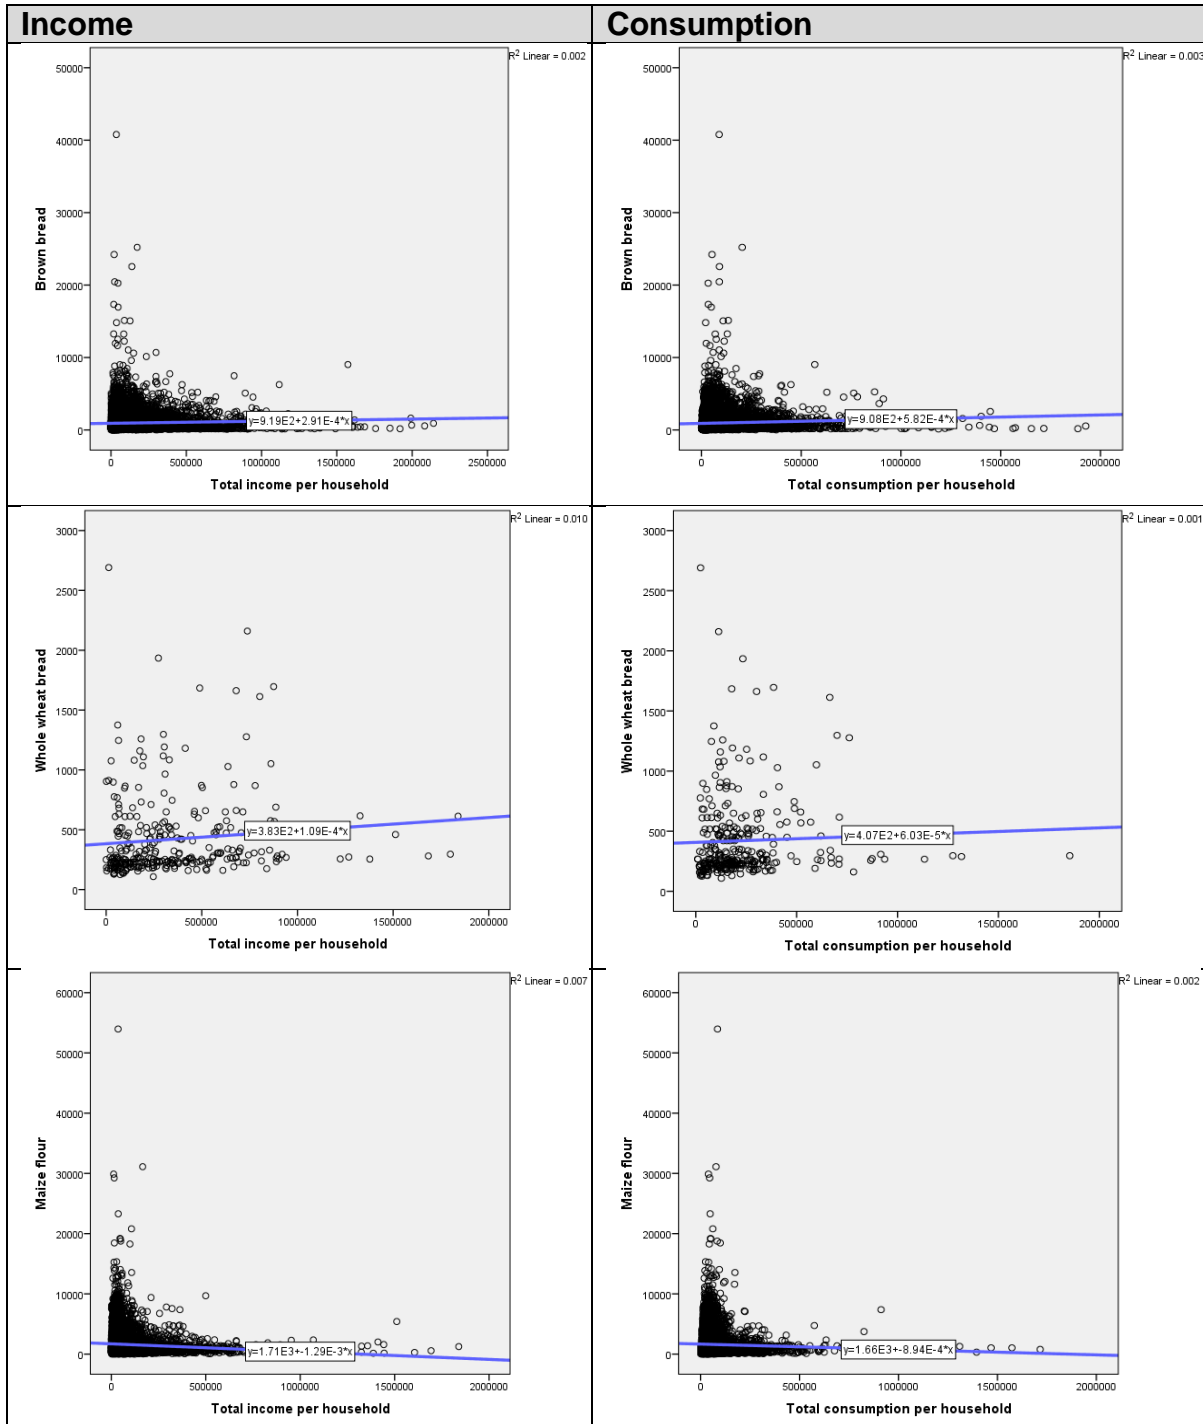 Income
Consumption
R² Linear = 0.002
50000
40000
30000
20000
10000
0
Brown bread
y=9.19E2+2.91E-4*x
0 500000 1000000 1500000 2000000 2500000
Total income per household
R² Linear = 0.003
50000
40000
30000
20000
10000
0
Brown bread
y=9.08E2+5.82E-4*x
0 500000 1000000 1500000 2000000
Total consumption per household
R² Linear = 0.010
3000
2500
2000
1500
1000
500
0
Whole wheat bread
y=3.83E2+1.09E-4*x
0 500000 1000000 1500000 2000000
Total income per household
R² Linear = 0.001
3000
2500
2000
1500
1000
500
0
Whole wheat bread
y=4.07E2+6.03E-5*x
0 500000 1000000 1500000 2000000
Total consumption per household
R² Linear = 0.007
60000
50000
40000
30000
20000
10000
0
Maize flour
y=1.71E3+-1.29E-3*x
0 500000 1000000 1500000 2000000
Total income per household
R² Linear = 0.002
60000
50000
40000
30000
20000
10000
0
Maize flour
y=1.66E3+-8.94E-4*x
0 500000 1000000 1500000 2000000
Total consumption per household